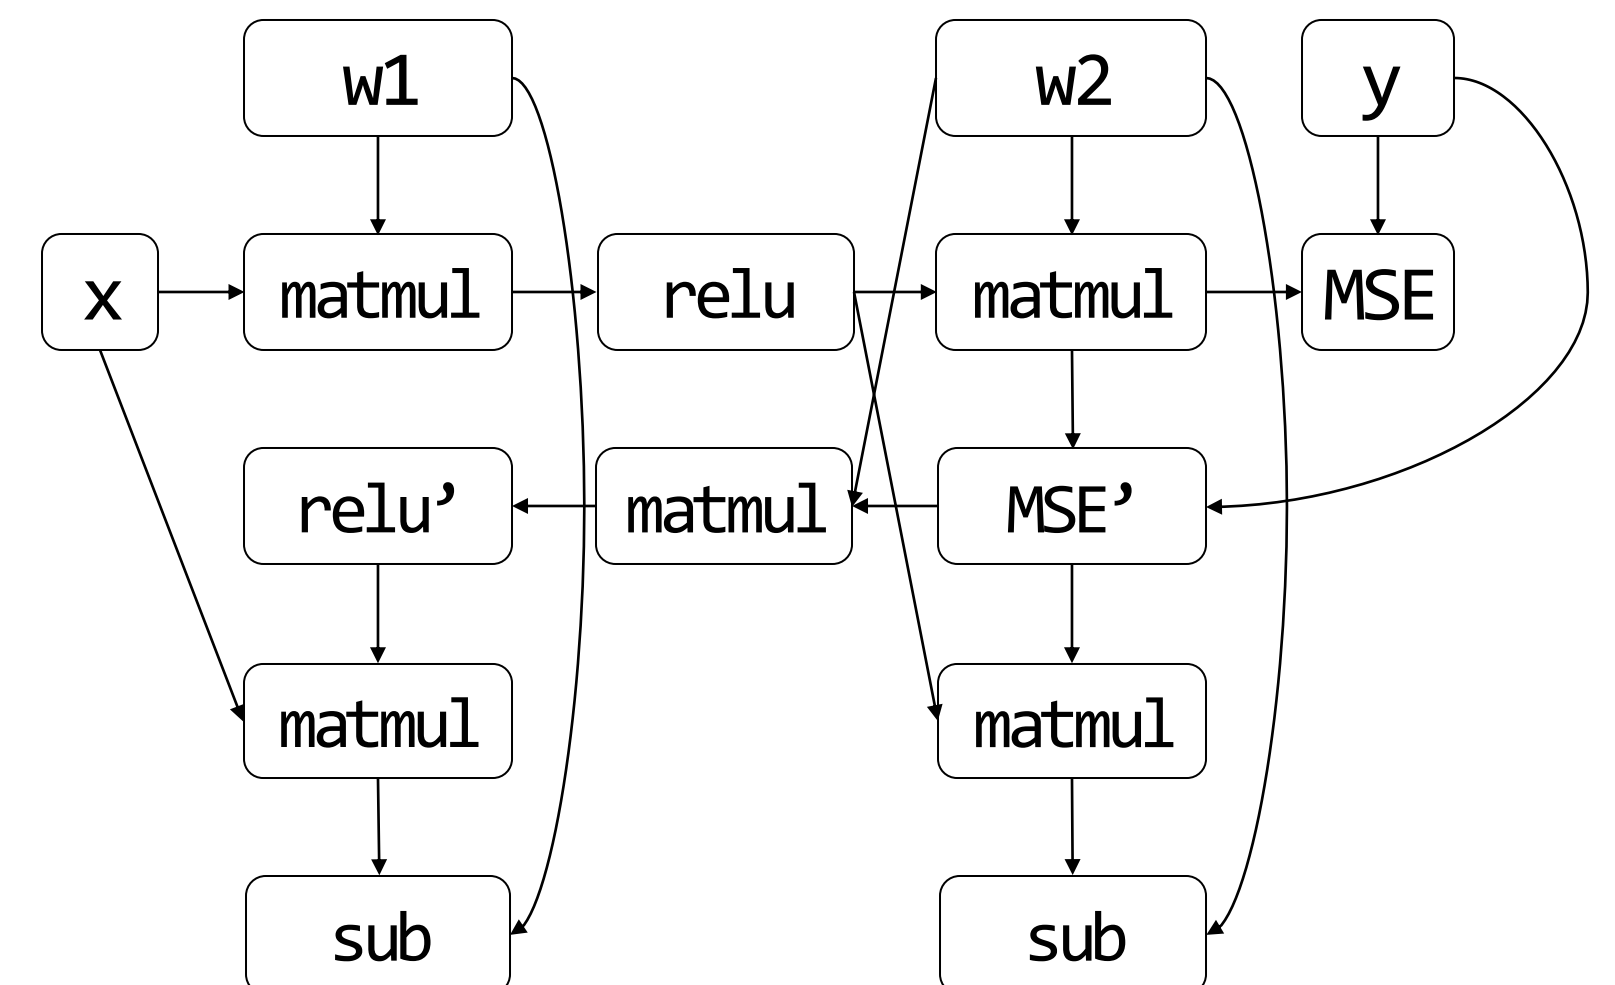 w1
w2
y
x
matmul
relu
matmul
MSE
relu’
matmul
MSE’
matmul
matmul
sub
sub